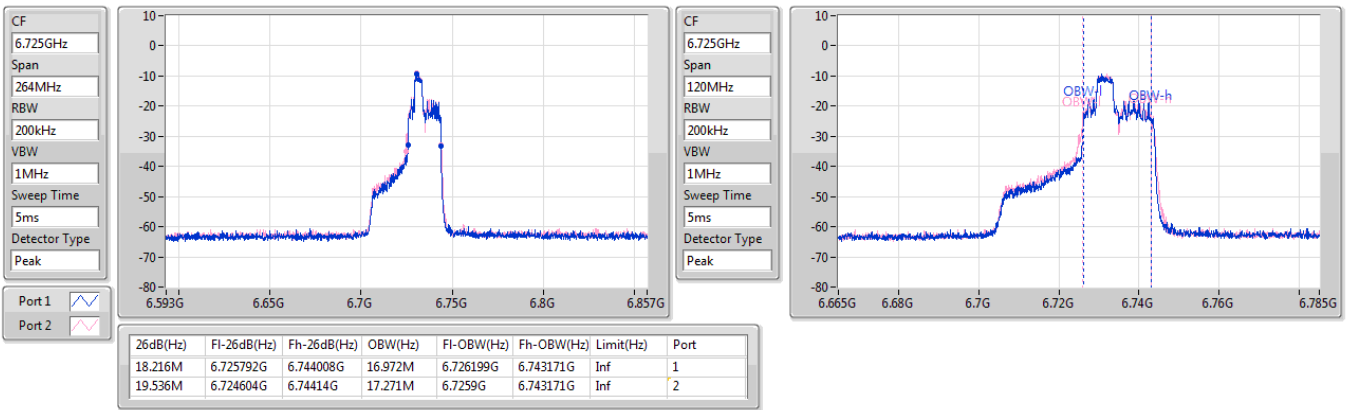 CF
6.725GHz
Span
264MHz
RBW
200kHz
VBW
1MHz
Sweep Time
5ms
Detector Type
Peak
Port 1
Port 2
10
0
-10
-20
-30
-40
-50
-60
-70
-80
6.593G 6.65G 6.7G 6.75G 6.8G 6.857G
CF
6.725GHz
Span
120MHz
RBW
200kHz
VBW
1MHz
Sweep Time
5ms
Detector Type
Peak
10
0
-10
-20
-30
-40
-50
-60
-70
-80
OBW-l OBW-h
6.665G 6.68G 6.7G 6.72G 6.74G 6.76G 6.785G
26dB(Hz) Fl-26dB(Hz) Fh-26dB(Hz) OBW(Hz) Fl-OBW(Hz) Fh-OBW(Hz) Limit(Hz) Port
18.216M 6.725792G 6.744008G 16.972M 6.726199G 6.743171G Inf 1
19.536M 6.724604G 6.74414G 17.271M 6.7259G 6.743171G Inf 2